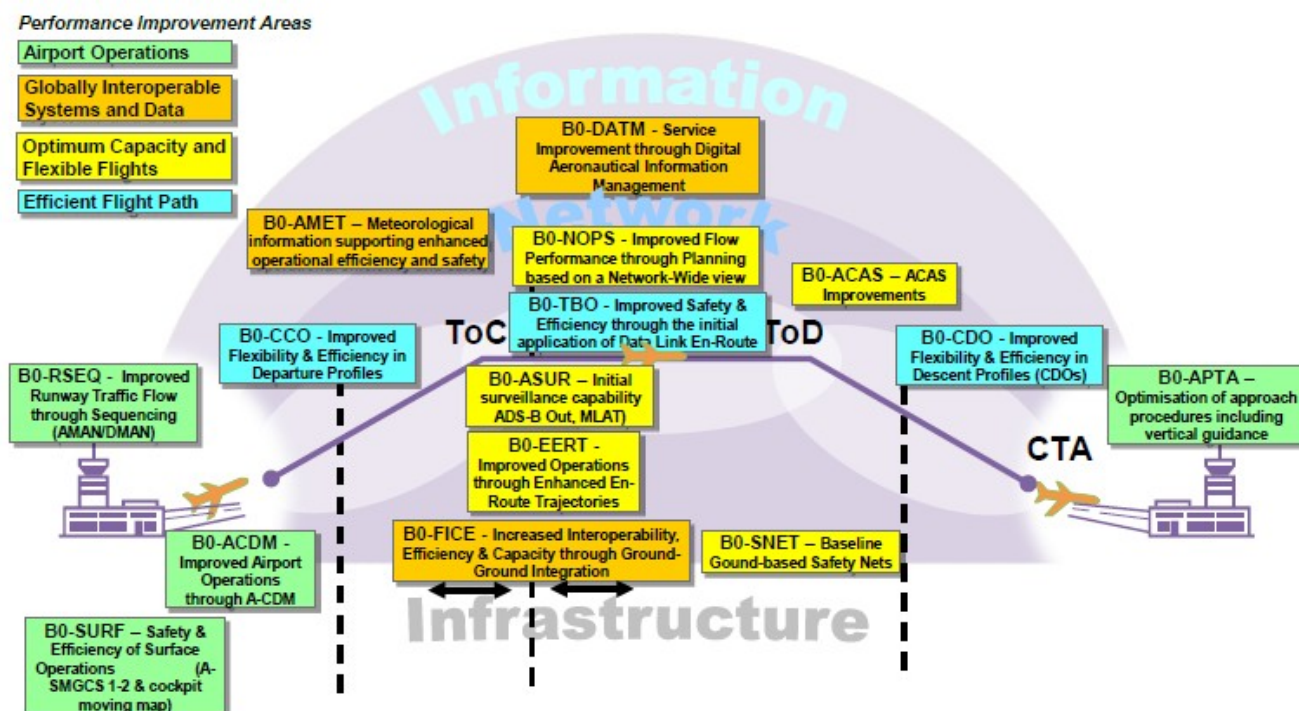 Performance Improvement Areas
Airport Operations
Globally Interoperable
Systems and Data
Optimum Capacity and
Flexible Flights
Efficient Flight Path
Information
Network
B0-DATM - Service
Improvement through Digital
Aeronautical Information
Management
B0-AMET – Meteorological
information supporting enhanced
operational efficiency and safety
B0-NOPS - Improved Flow
Performance through Planning
based on a Network-Wide view
B0-ACAS – ACAS
Improvements
B0-TBO - Improved Safety &
Efficiency through the initial
application of Data Link En-Route
ToC
ToD
B0-CCO - Improved
Flexibility & Efficiency in
Departure Profiles
B0-CDO - Improved
Flexibility & Efficiency in
Descent Profiles (CDOs)
B0-RSEQ - Improved
Runway Traffic Flow
through Sequencing
(AMAN/DMAN)
B0-ASUR - Initial
surveillance capability
ADS-B Out, MLAT)
B0-APTA –
Optimisation of approach
procedures including
vertical guidance
B0-EERT -
Improved Operations
through Enhanced En-
Route Trajectories
CTA
B0-ACDM -
Improved Airport
Operations
through A-CDM
B0-FICE - Increased Interoperability,
Efficiency & Capacity through Ground-
Ground Integration
B0-SNET – Baseline
Gound-based Safety Nets
Infrastructure
B0-SURF – Safety &
Efficiency of Surface
Operations (A-
SMGCS 1-2 & cockpit
moving map)